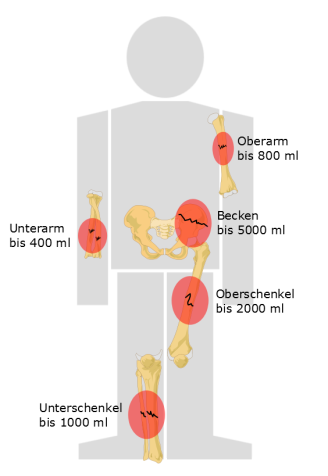 Oberarm
bis 800 ml
Becken
bis 5000 ml
Unterarm
bis 400 ml
Oberschenkel
bis 2000 ml
Unterschenkel
bis 1000 ml